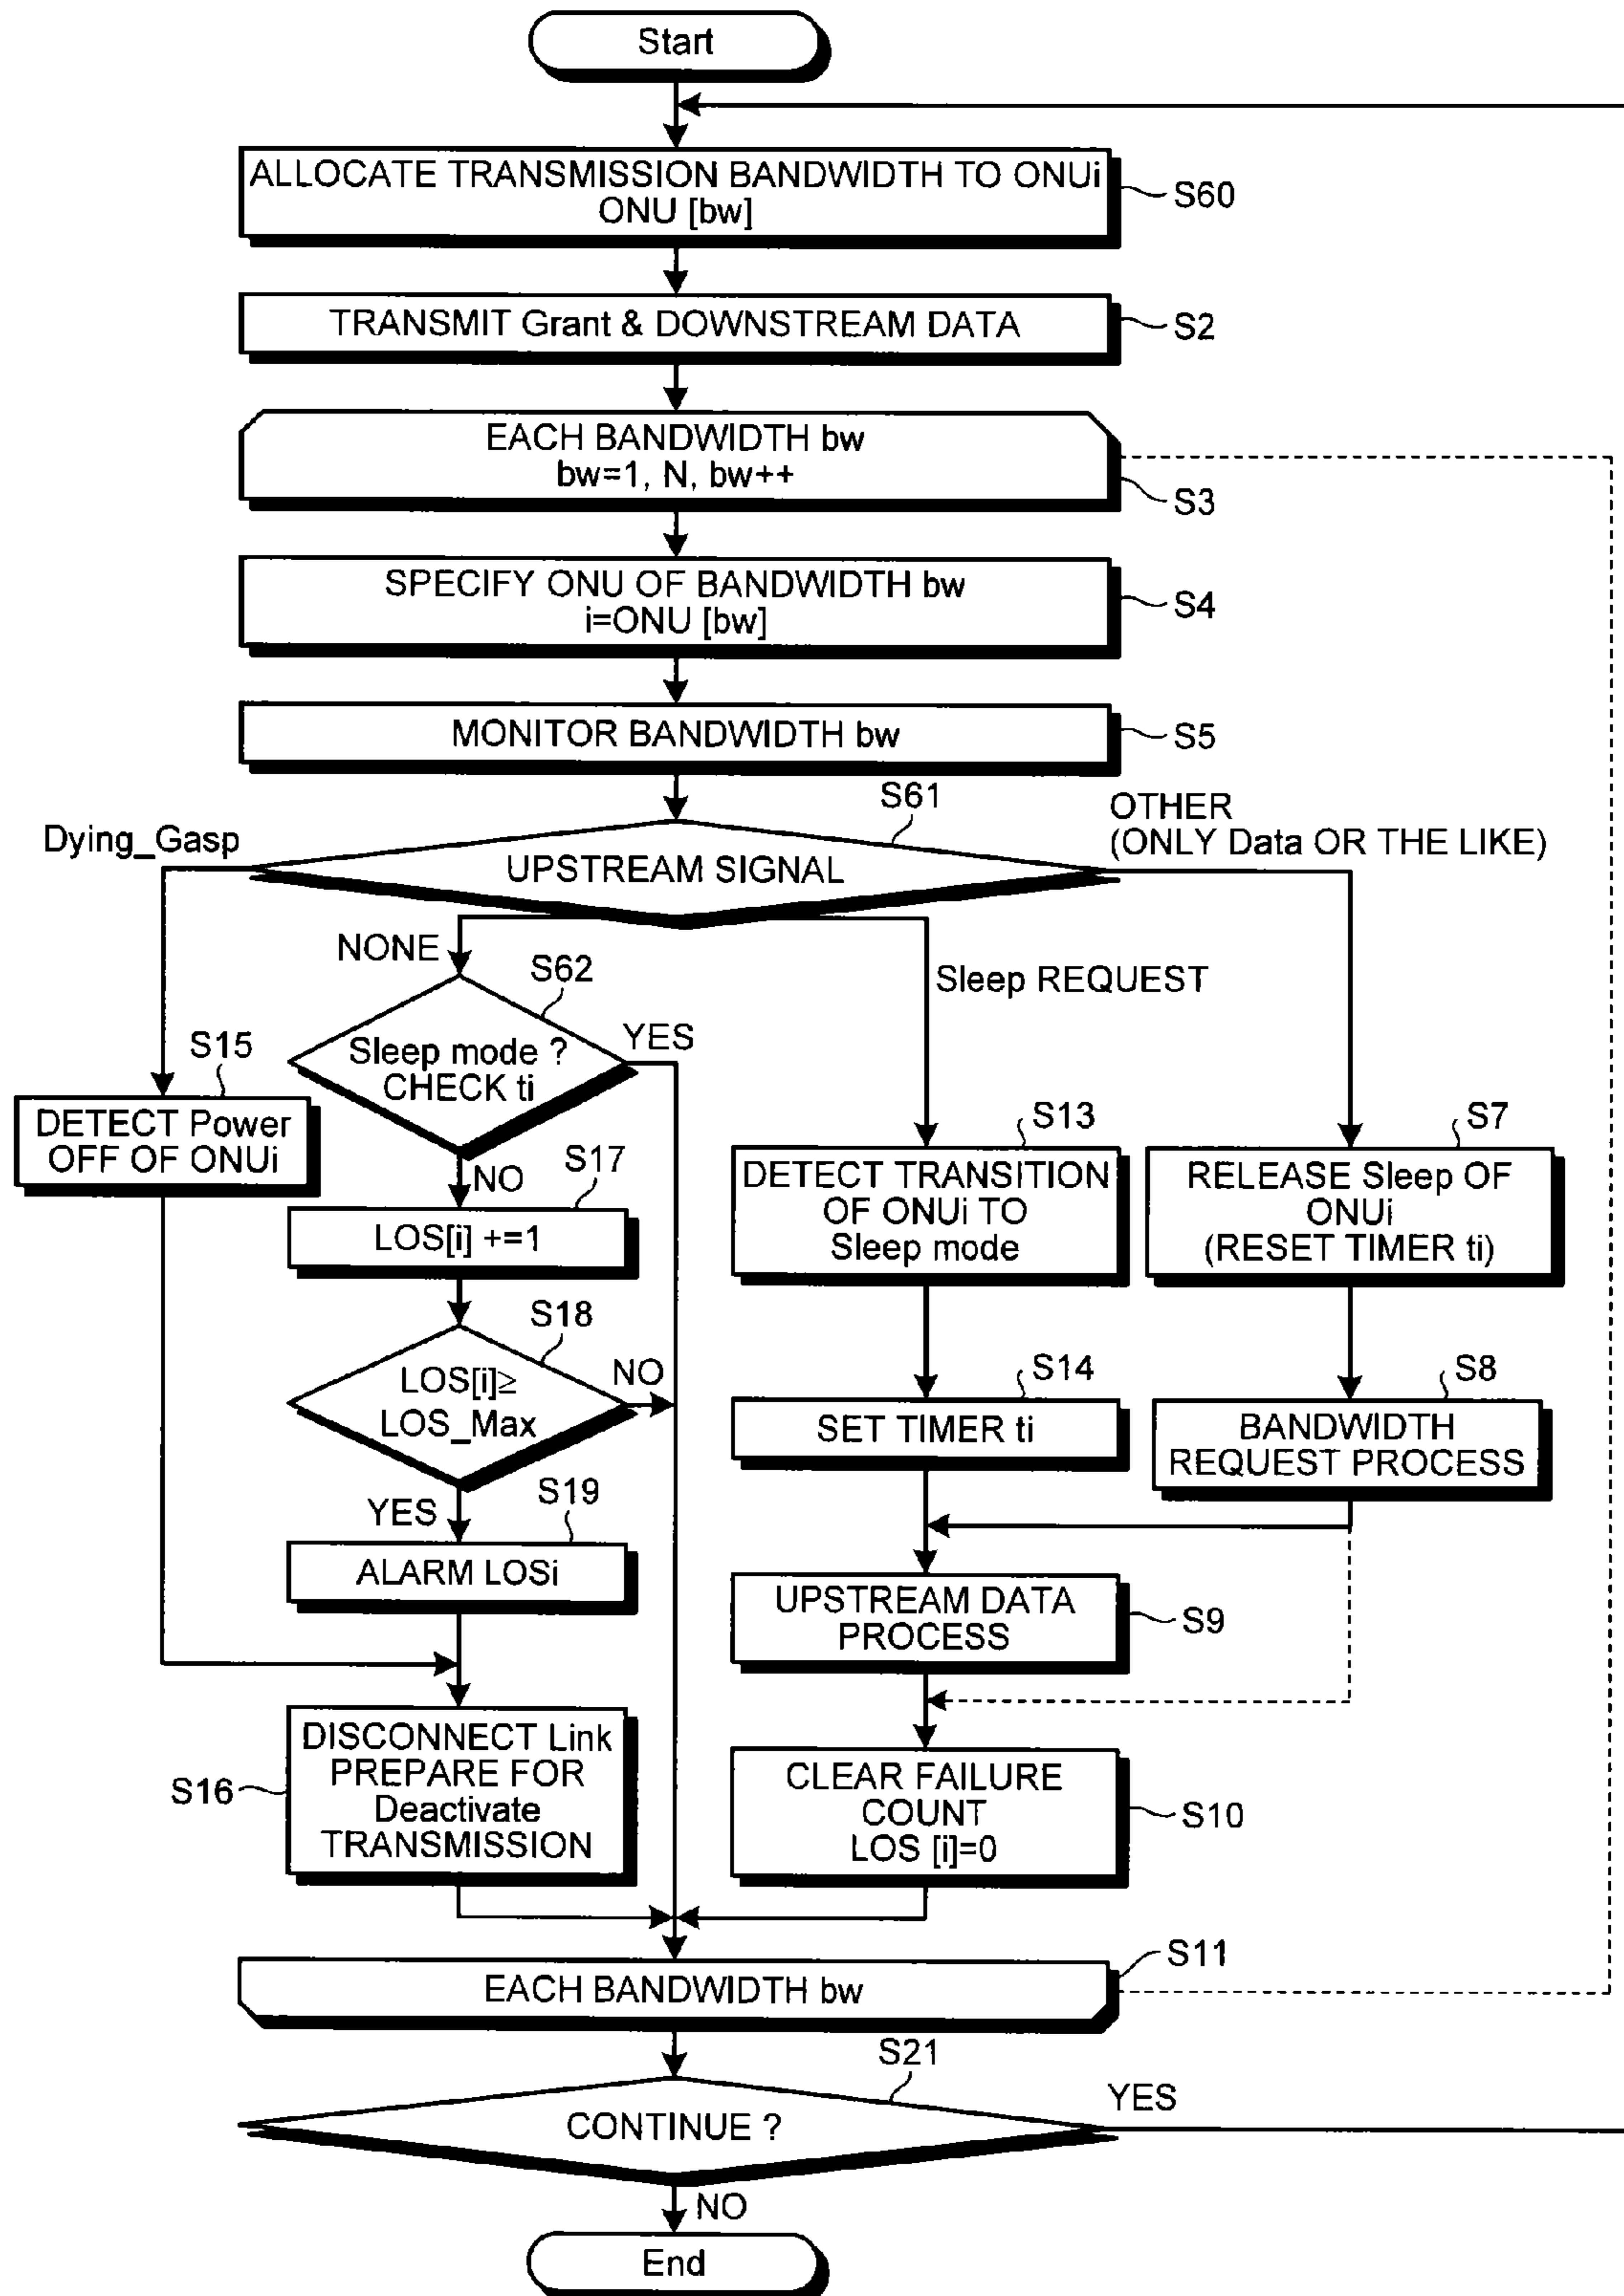 Start
ALLOCATE TRANSMISSION BANDWIDTH TO ONUi
ONU [bw]
S60
TRANSMIT Grant & DOWNSTREAM DATA
S2
EACH BANDWIDTH bw
bw=1, N, bw++
S3
SPECIFY ONU OF BANDWIDTH bw
i=ONU [bw]
S4
MONITOR BANDWIDTH bw
S5
S61
UPSTREAM SIGNAL
Dying_Gasp
OTHER
(ONLY Data OR THE LIKE)
NONE
S62
Sleep REQUEST
Sleep mode ?
CHECK ti
YES
NO
S15
DETECT Power
OFF OF ONUi
S17
LOS[i] +=1
S13
DETECT TRANSITION
OF ONUi TO
Sleep mode
S7
RELEASE Sleep OF
ONUi
(RESET TIMER ti)
S18
LOS[i]≥
LOS_Max
NO
YES
S14
SET TIMER ti
S8
BANDWIDTH
REQUEST PROCESS
S19
ALARM LOSi
UPSTREAM DATA
PROCESS
S9
S16
DISCONNECT Link
PREPARE FOR
Deactivate
TRANSMISSION
CLEAR FAILURE
COUNT
LOS [i]=0
S10
EACH BANDWIDTH bw
S11
S21
CONTINUE ?
YES
NO
End